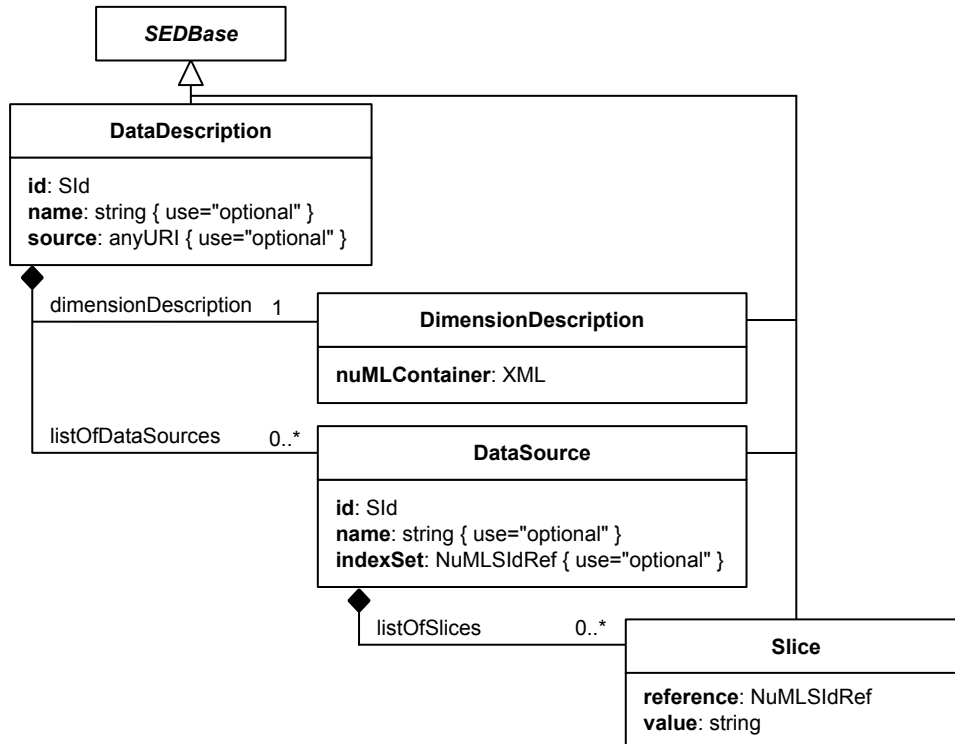 SEDBase
DataDescription
id: SId
name: string { use="optional" }
source: anyURI { use="optional" }
dimensionDescription 1
DimensionDescription
nuMLContainer: XML
listOfDataSources 0..*
DataSource
id: SId
name: string { use="optional" }
indexSet: NuMLSIdRef { use="optional" }
listOfSlices 0..*
Slice
reference: NuMLSIdRef
value: string